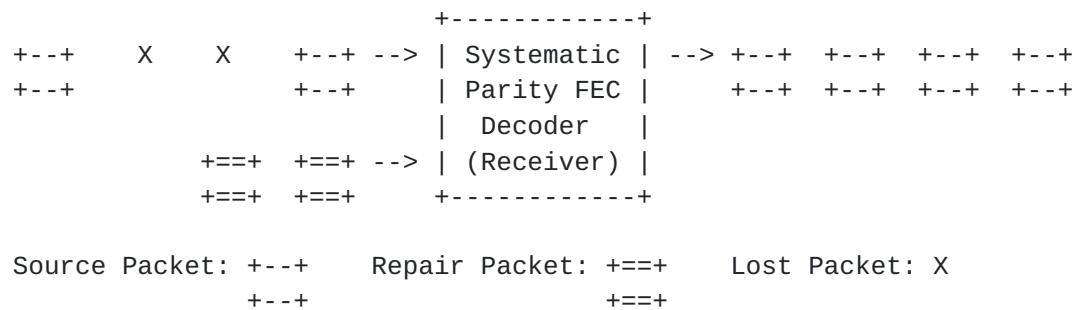 +------------+
+--+    X    X    +--+ --> | Systematic | --> +--+  +--+  +--+  +--+
+--+              +--+     | Parity FEC |     +--+  +--+  +--+  +--+
                           |  Decoder   |
            +==+  +==+ --> | (Receiver) |
            +==+  +==+     +------------+

Source Packet: +--+    Repair Packet: +==+    Lost Packet: X
               +--+                   +==+